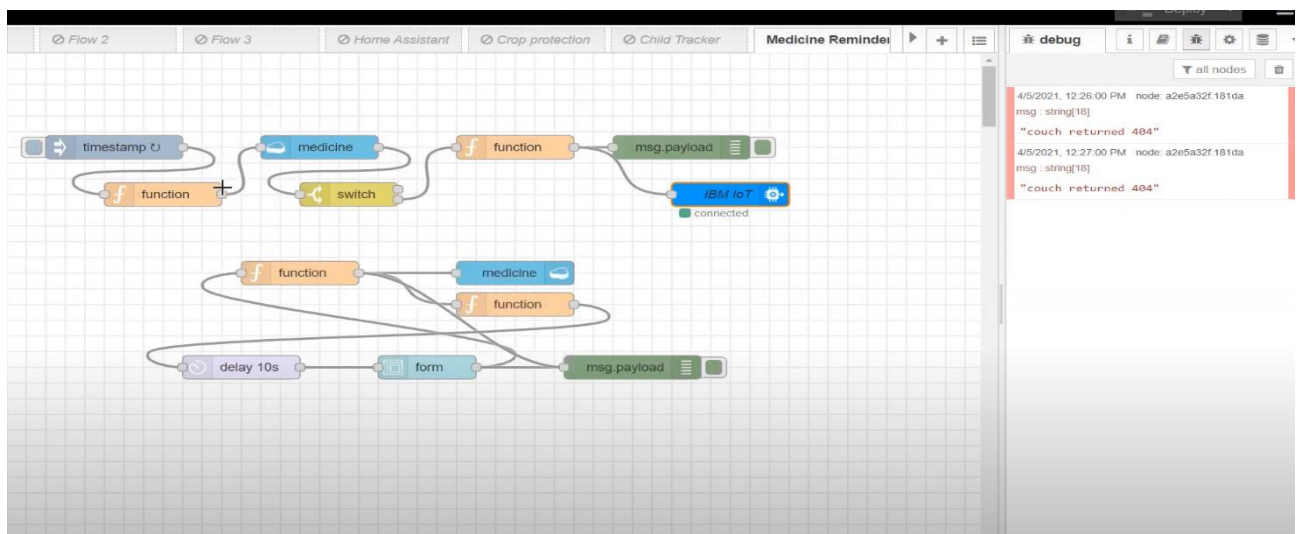 Deploy
Flow 2
Flow 3
Home Assistant
Crop protection
Child Tracker
Medicine Reminder
debug
i
all nodes
4/5/2021, 12:26:00 PM node: a2e5a32f.181da
msg : string[18]
"couch returned 404"
4/5/2021, 12:27:00 PM node: a2e5a32f.181da
msg : string[18]
"couch returned 404"
timestamp ↻
medicine
function
msg.payload
function
switch
IBM IoT
connected
function
medicine
function
delay 10s
form
msg.payload